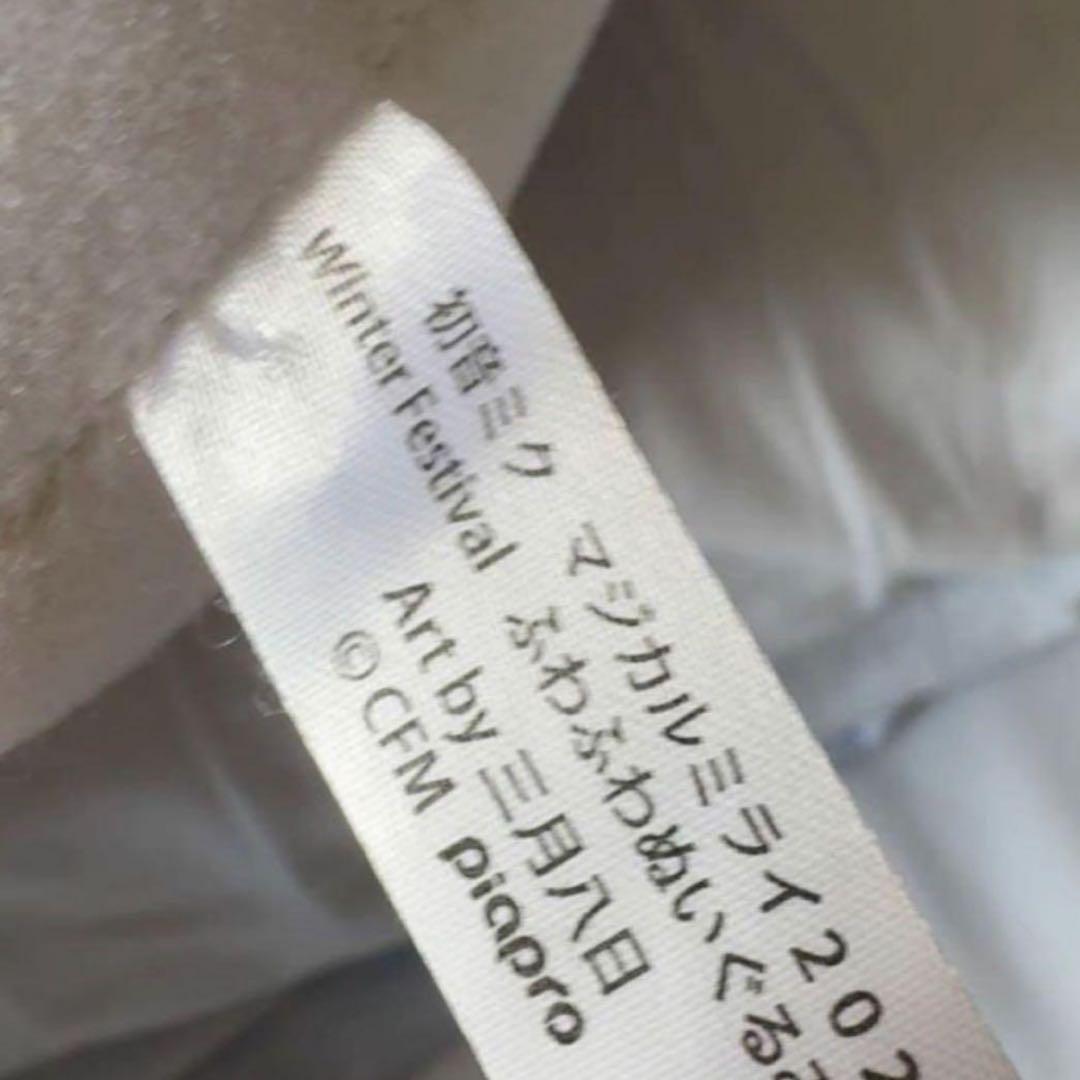 初音ミク マジカルミライ202
Winter Festival ふわふわぬいぐるみ
Art by 三月八日
©CFM piapro